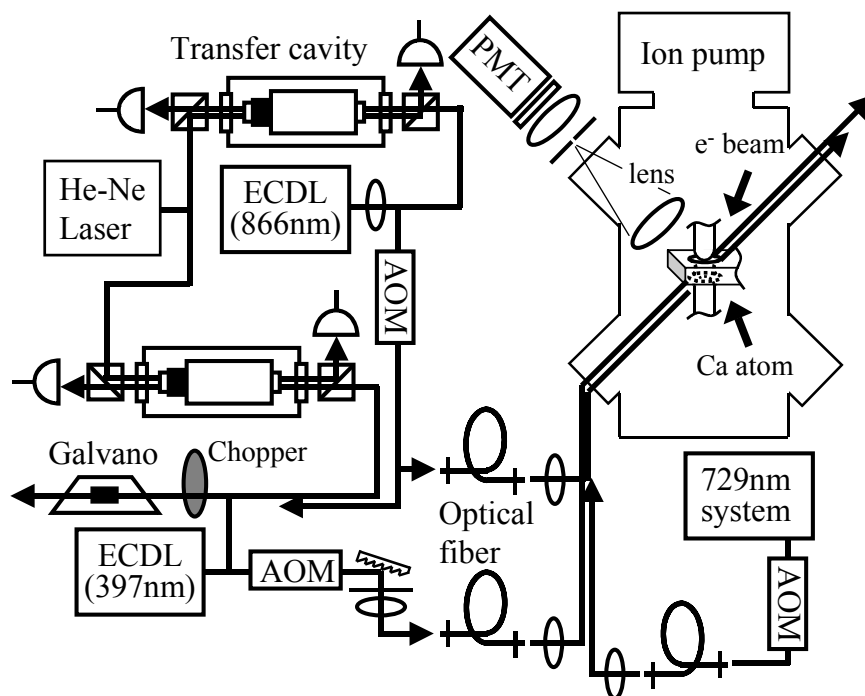 Transfer cavity
PMT
Ion pump
e- beam
lens
He-Ne
Laser
ECDL
(866nm)
AOM
Ca atom
Galvano
Chopper
Optical
fiber
729nm
system
ECDL
(397nm)
AOM
AOM